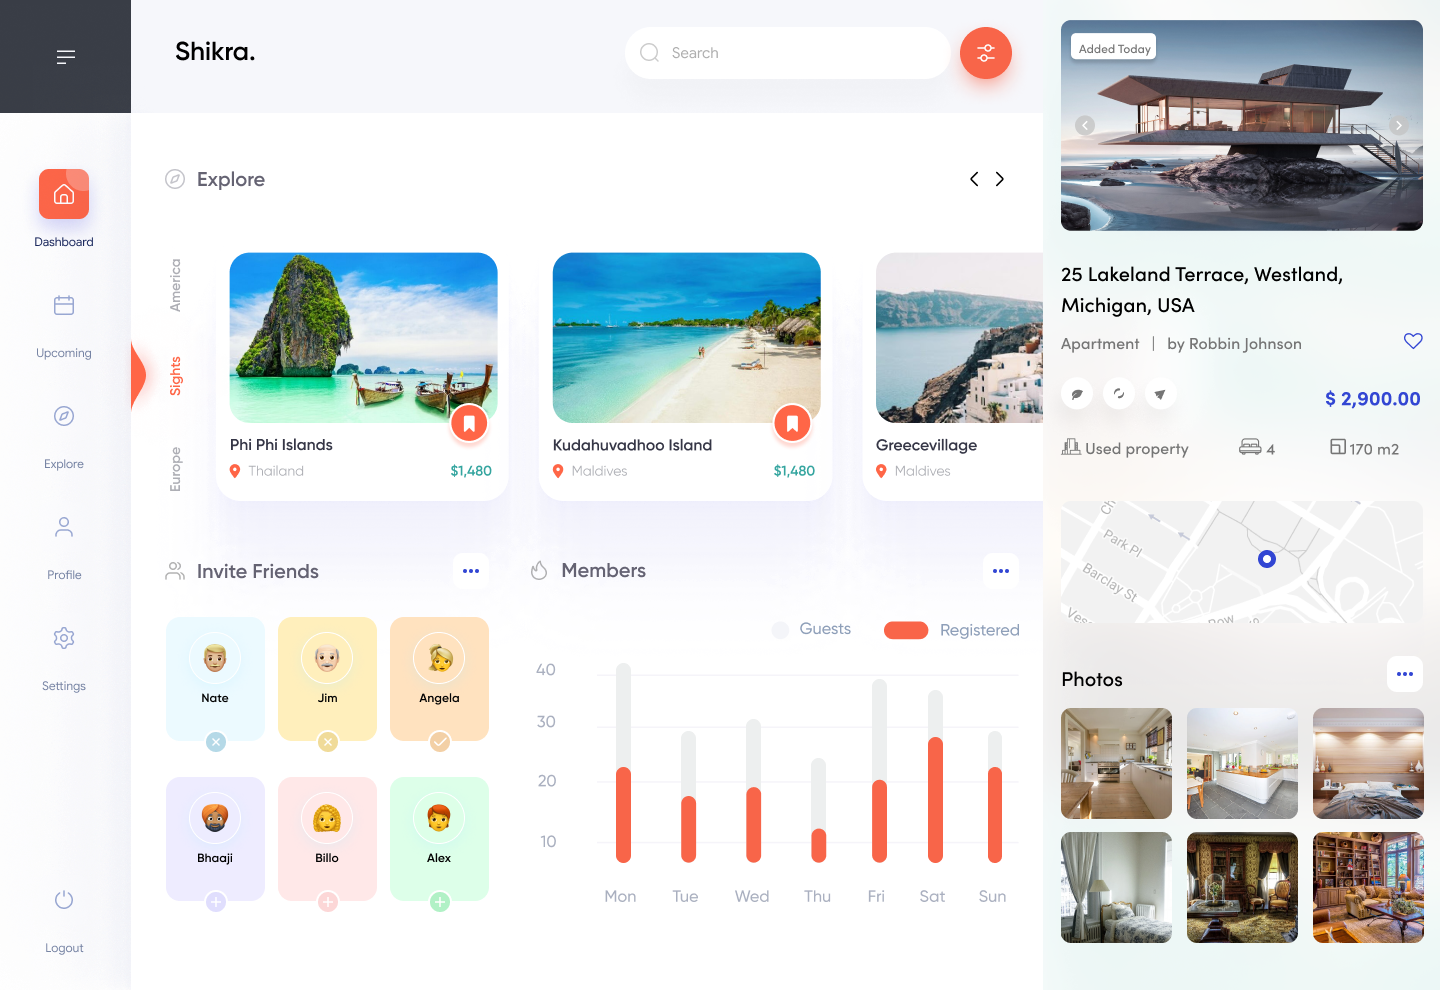 Shikra.
Search
Dashboard
Upcoming
Explore
Profile
Settings
Logout
Explore
America
Sights
Europe
Phi Phi Islands
Thailand
$1,480
Kudahuvadhoo Island
Maldives
$1,480
Greecevillage
Maldives
Invite Friends
Nate
Jim
Angela
Bhaaji
Billo
Alex
Members
Guests
Registered
40
30
20
10
Mon
Tue
Wed
Thu
Fri
Sat
Sun
Added Today
25 Lakeland Terrace, Westland,
Michigan, USA
Apartment | by Robbin Johnson
$ 2,900.00
Used property
4
170 m2
Ch
Park Pl
Barclay St
Ves
Row
Photos